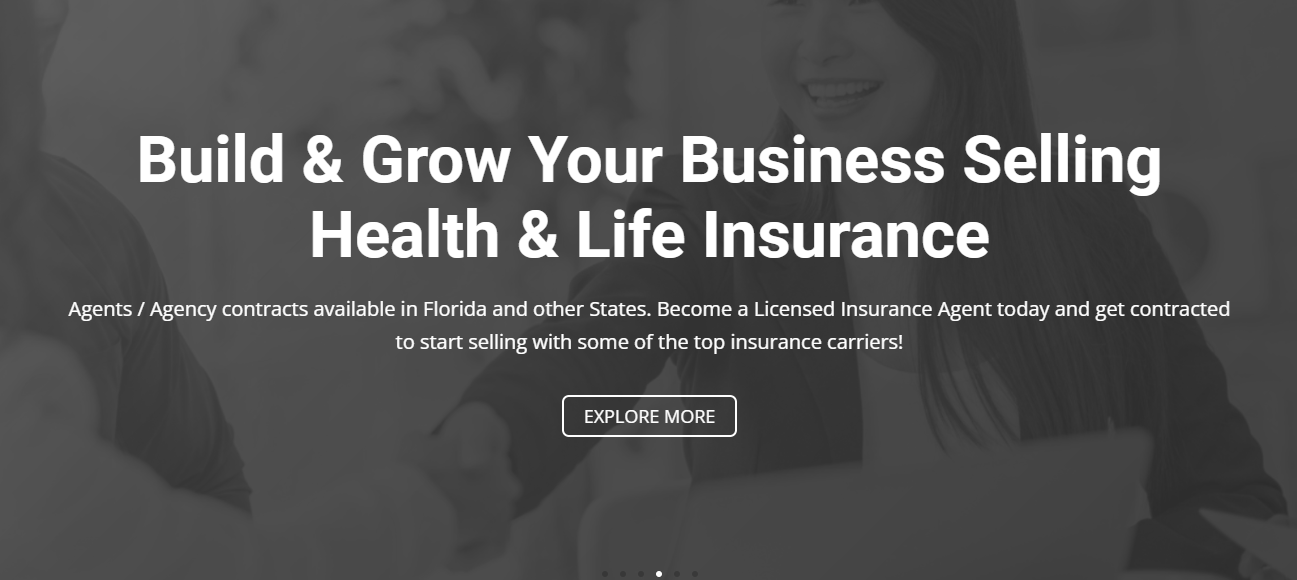 Build & Grow Your Business Selling
Health & Life Insurance
Agents / Agency contracts available in Florida and other States. Become a Licensed Insurance Agent today and get contracted
to start selling with some of the top insurance carriers!
EXPLORE MORE